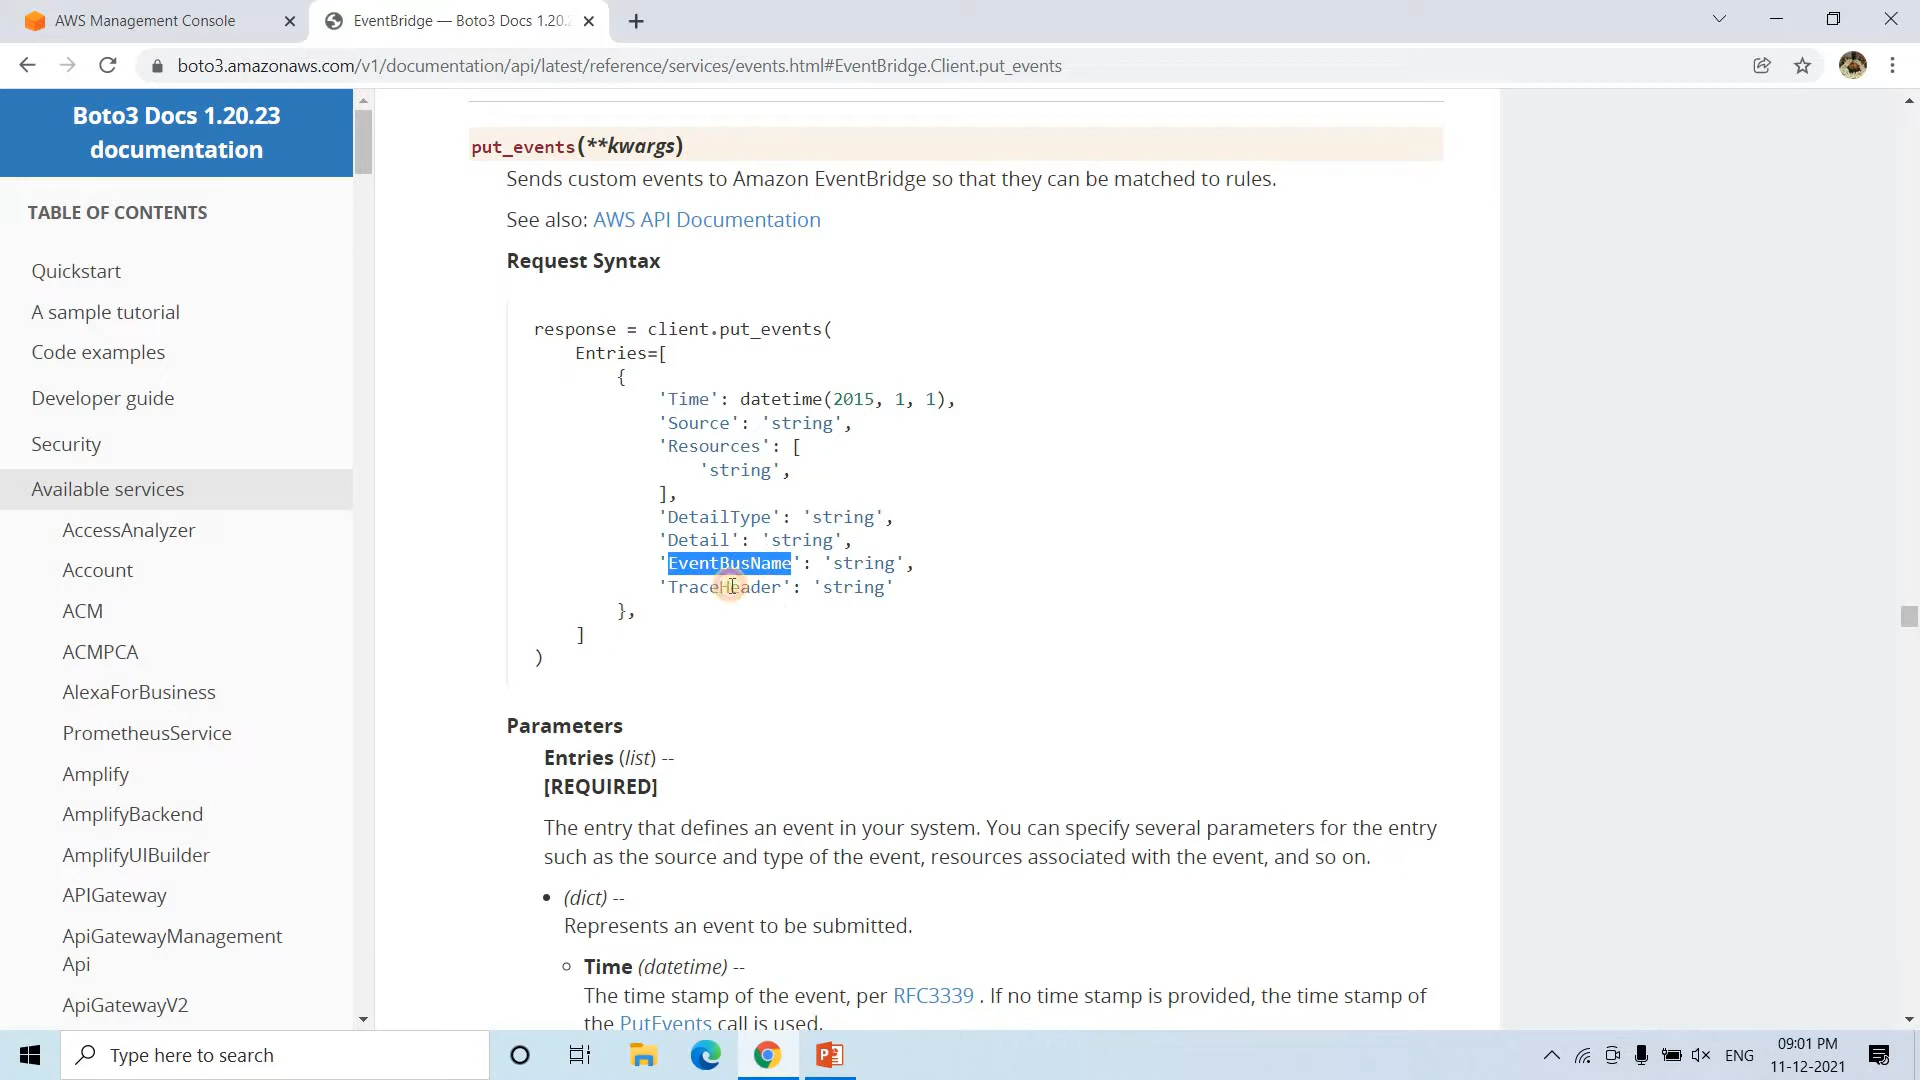 AWS Management Console
EventBridge — Boto3 Docs 1.20.
boto3.amazonaws.com/v1/documentation/api/latest/reference/services/events.html#EventBridge.Client.put_events
Boto3 Docs 1.20.23
documentation
TABLE OF CONTENTS
Quickstart
A sample tutorial
Code examples
Developer guide
Security
Available services
AccessAnalyzer
Account
ACM
ACMPCA
AlexaForBusiness
PrometheusService
Amplify
AmplifyBackend
AmplifyUIBuilder
APIGateway
ApiGatewayManagement
Api
ApiGatewayV2
put_events(**kwargs)
Sends custom events to Amazon EventBridge so that they can be matched to rules.
See also: AWS API Documentation
Request Syntax
response = client.put_events(
Entries=[
{
'Time': datetime(2015, 1, 1),
'Source': 'string',
'Resources': [
'string',
],
'DetailType': 'string',
'Detail': 'string',
'EventBusName': 'string',
'TraceHeader': 'string'
},
]
)
Parameters
Entries (list) --
[REQUIRED]
The entry that defines an event in your system. You can specify several parameters for the entry
such as the source and type of the event, resources associated with the event, and so on.
• (dict) --
Represents an event to be submitted.
○ Time (datetime) --
The time stamp of the event, per RFC3339 . If no time stamp is provided, the time stamp of
the PutEvents call is used.
Type here to search
ENG
09:01 PM
11-12-2021